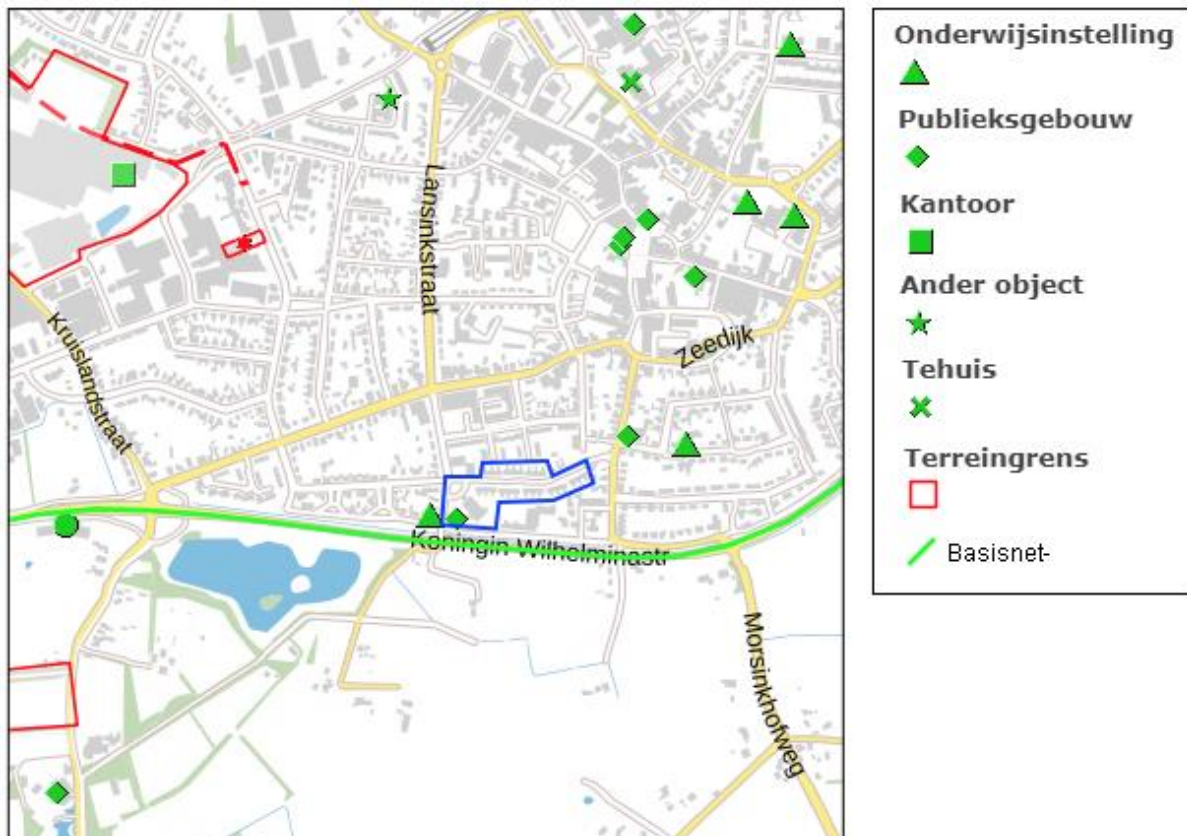 Lansinkstraat
Kruislandstraat
Zeedijk
Koningin Wilhelminastr
Morsinkhofweg
Onderwijsinstelling
Publieksgebouw
Kantoor
Ander object
Tehuis
Terreingrens
Basisnet-